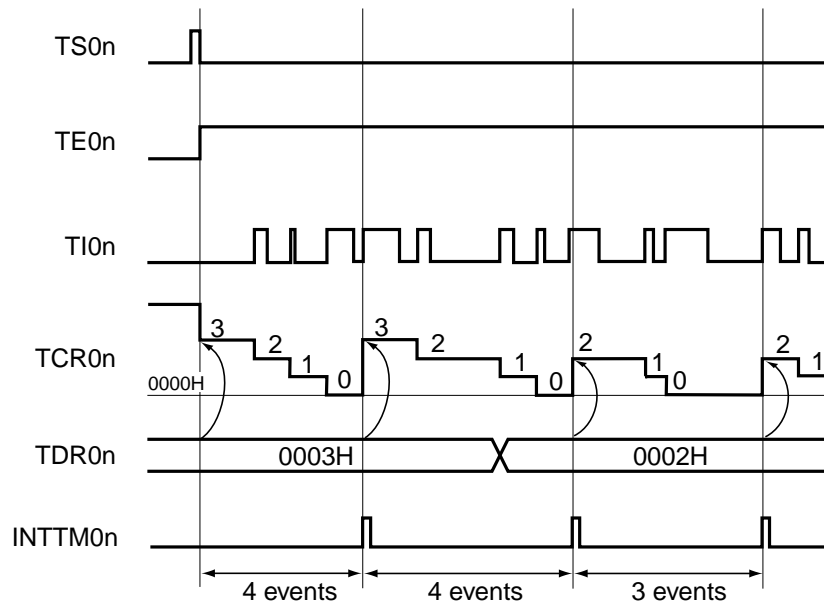 TS0n
TE0n
TI0n
TCR0n
3
2
1
0
3
2
1
0
2
1
0
2
1
0000H
TDR0n
0003H
0002H
INTTM0n
4 events
4 events
3 events